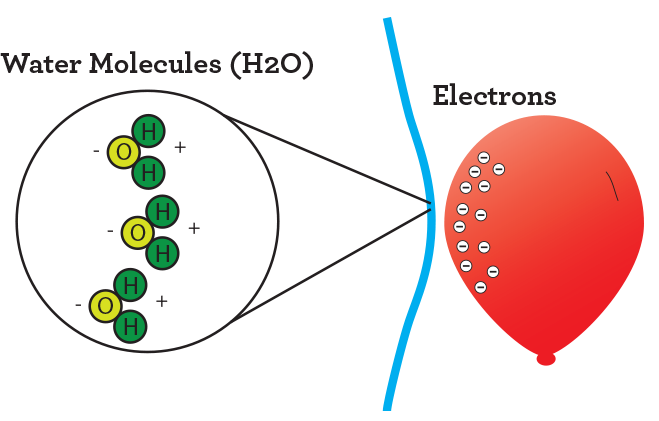 Water Molecules (H2O)
Electrons
H
- O +
H
H
- O +
H
H
- O +
H